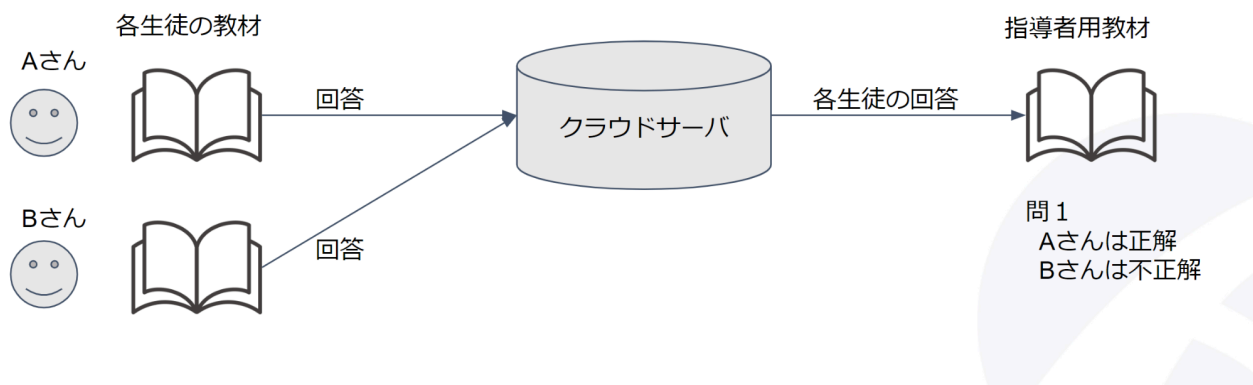 各生徒の教材
指導者用教材
Aさん
回答
クラウドサーバ
各生徒の回答
Bさん
回答
問1
Aさんは正解
Bさんは不正解